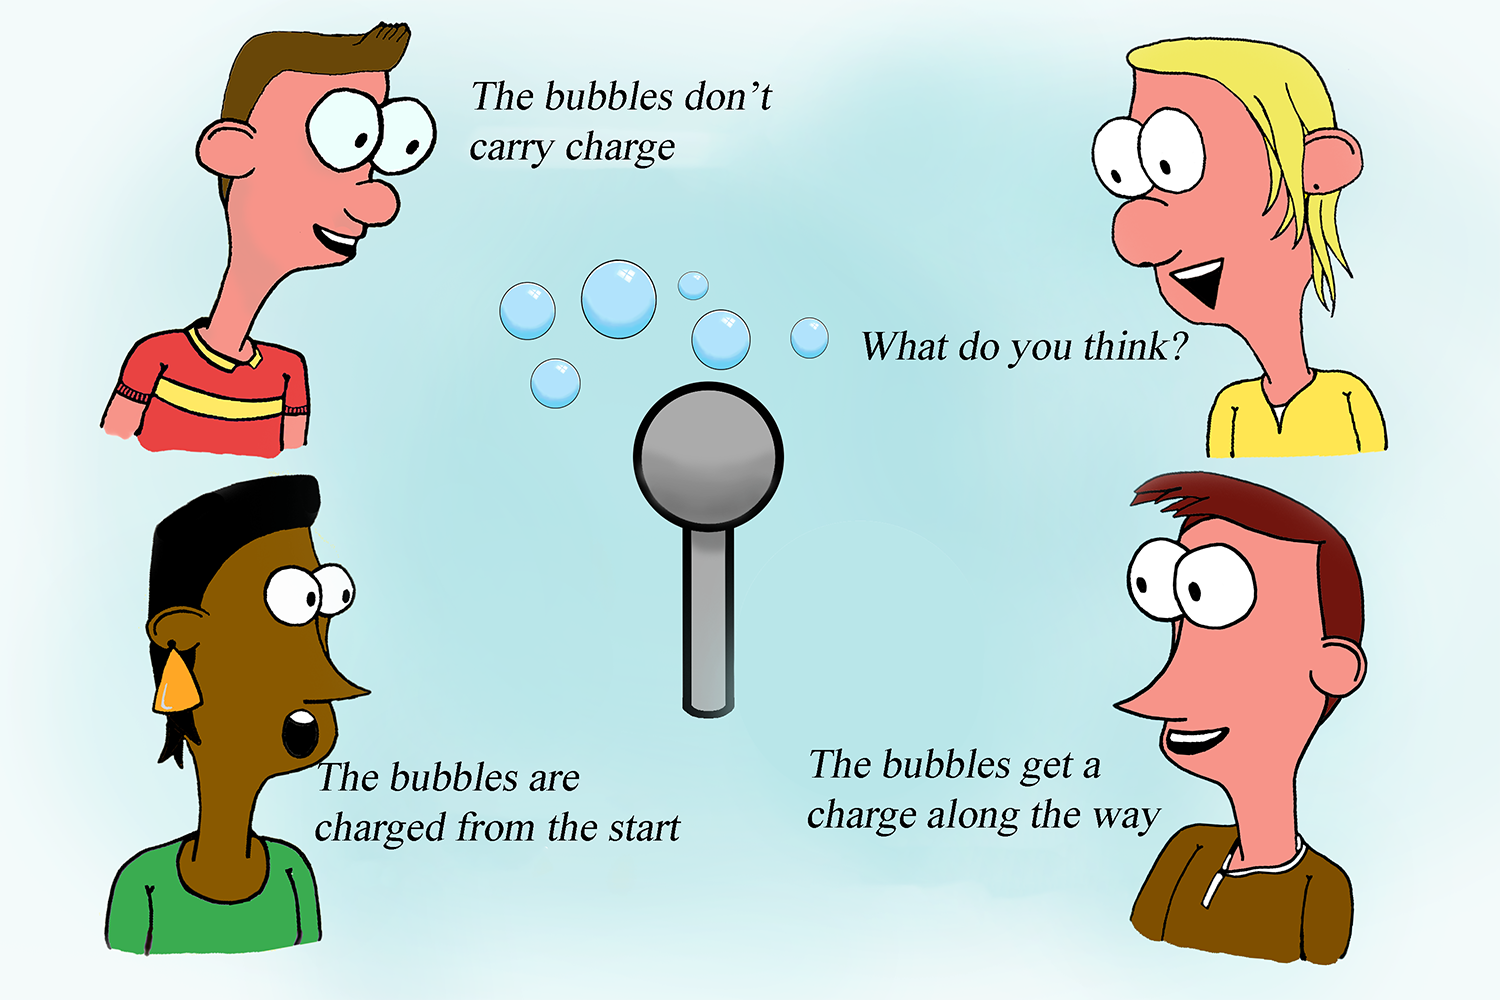 The bubbles don’t
carry charge
What do you think?
The bubbles are
charged from the start
The bubbles get a
charge along the way